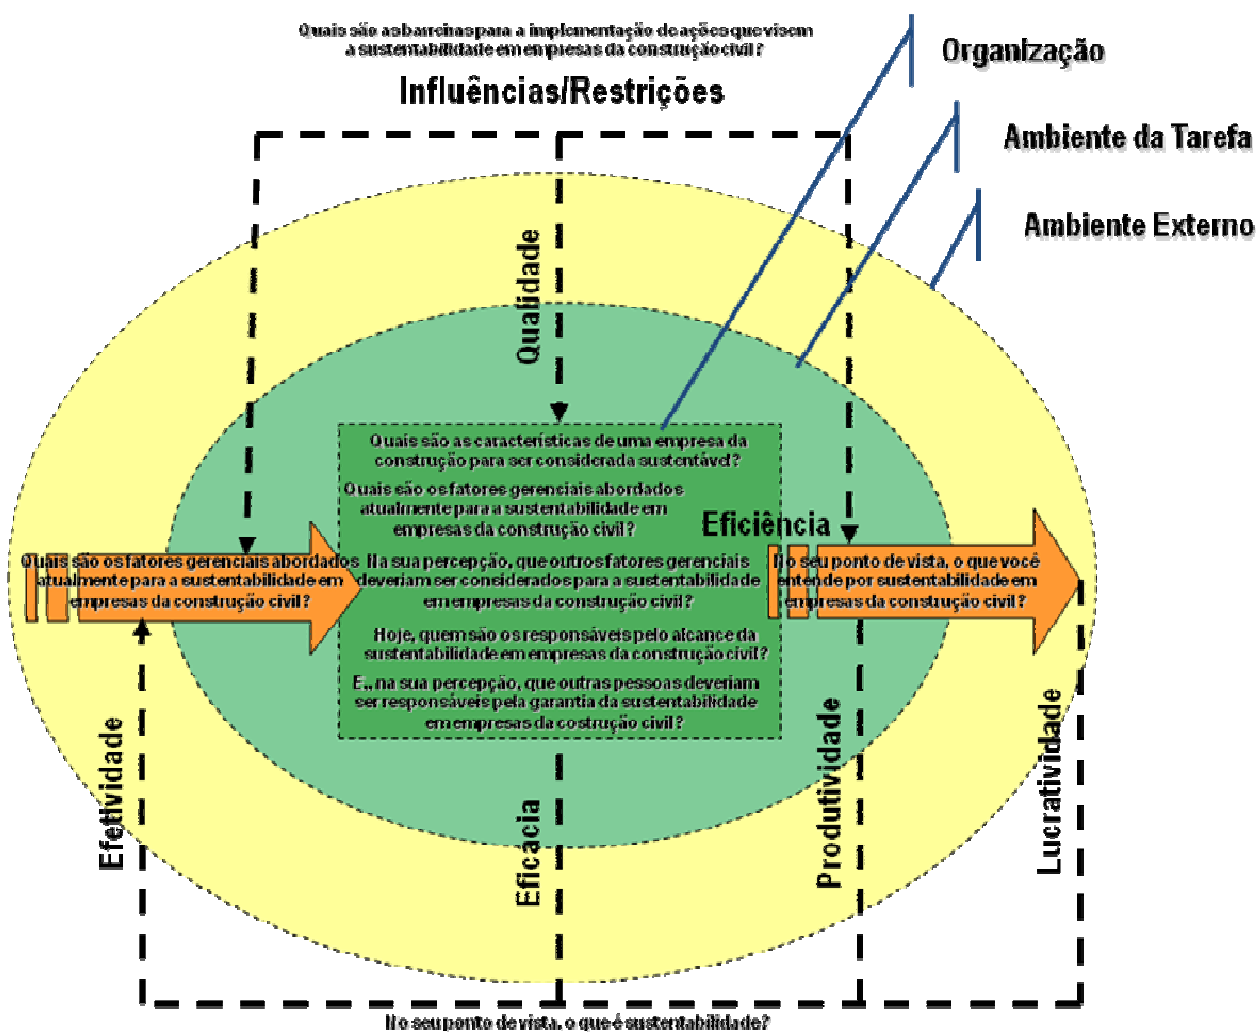 Quais são as barreiras para a implementação de ações que visem
a sustentabilidade em empresas da construção civil?
Influências/Restrições
Organização
Ambiente da Tarefa
Ambiente Externo
Qualidade
Quais são as características de uma empresa da
construção para ser considerada sustentável?
Quais são os fatores gerenciais abordados
atualmente para a sustentabilidade em
empresas da construção civil?
Eficiência
Quais são os fatores gerenciais abordados
atualmente para a sustentabilidade em
empresas da construção civil?
Na sua percepção, que outros fatores gerenciais
deveriam ser considerados para a sustentabilidade
em empresas da construção civil?
No seu ponto de vista, o que você
entende por sustentabilidade em
empresas da construção civil?
Hoje, quem são os responsáveis pelo alcance da
sustentabilidade em empresas da construção civil?
E., na sua percepção, que outras pessoas deveriam
ser responsáveis pela garantia da sustentabilidade
em empresas da costrução civil?
Efetividade
Eficácia
Produtividade
Lucratividade
No seu ponto de vista, o que é sustentabilidade?